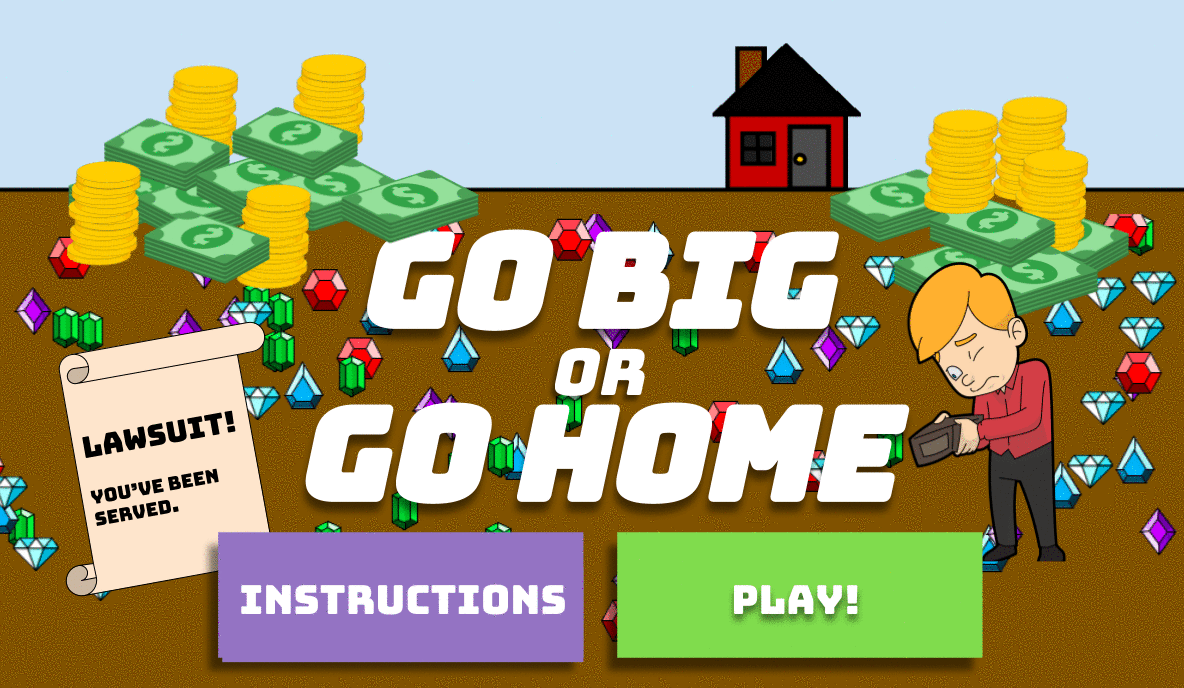 GO BIG
OR
GO HOME
LAWSUIT!
YOU'VE BEEN
SERVED.
INSTRUCTIONS
PLAY!